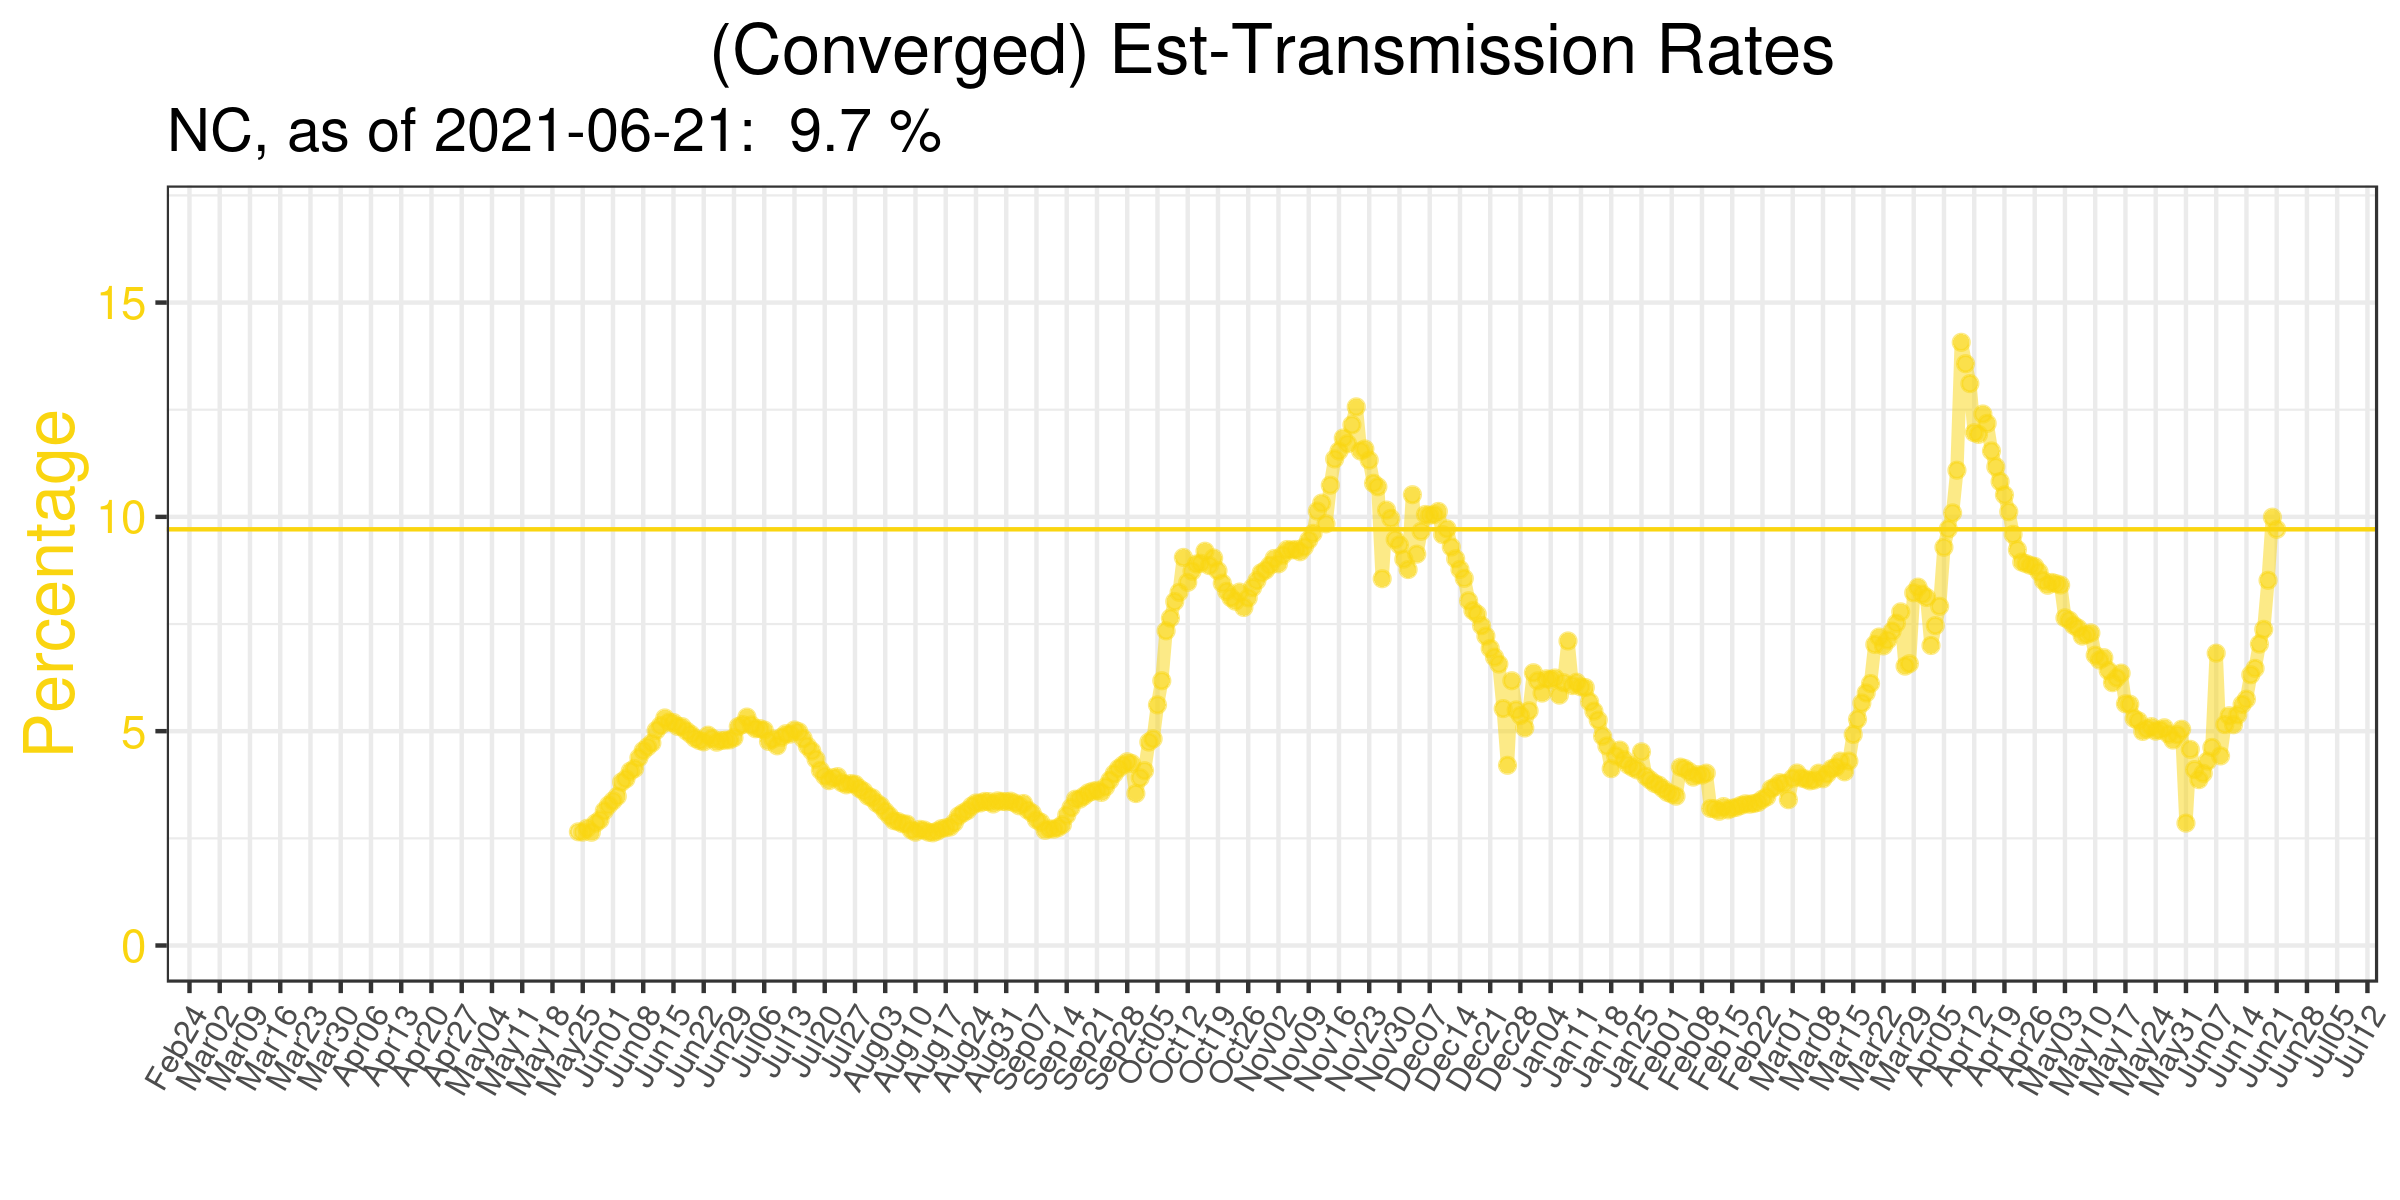 (Converged) Est-Transmission Rates
NC, as of 2021-06-21:  9.7 %
Percentage
15
10
5
0
Feb24
Mar02
Mar09
Mar16
Mar23
Mar30
Apr06
Apr13
Apr20
Apr27
May04
May11
May18
May25
Jun01
Jun08
Jun15
Jun22
Jun29
Jul06
Jul13
Jul20
Jul27
Aug03
Aug10
Aug17
Aug24
Aug31
Sep07
Sep14
Sep21
Sep28
Oct05
Oct12
Oct19
Oct26
Nov02
Nov09
Nov16
Nov23
Nov30
Dec07
Dec14
Dec21
Dec28
Jan04
Jan11
Jan18
Jan25
Feb01
Feb08
Feb15
Feb22
Mar01
Mar08
Mar15
Mar22
Mar29
Apr05
Apr12
Apr19
Apr26
May03
May10
May17
May24
May31
Jun07
Jun14
Jun21
Jun28
Jul05
Jul12